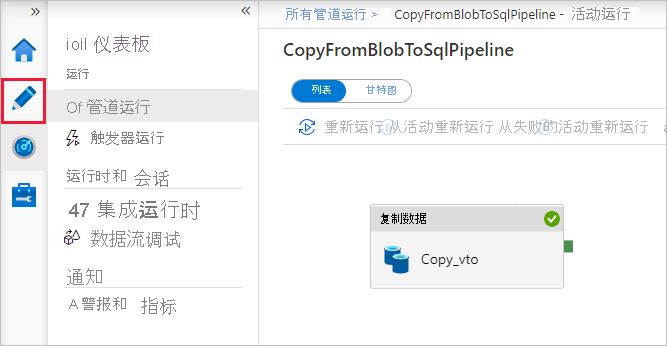 »
«
ioil 仪表板
运行
Of 管道运行
触发器运行
运行时和 会话
47 集成运行时
数据流调试
通知
A 警报和 指标
所有管道运行 > CopyFromBlobToSqlPipeline - 活动运行
CopyFromBlobToSqlPipeline
列表 甘特图
重新运行 从活动重新运行 从失败的活动重新运行
复制数据
Copy_vto